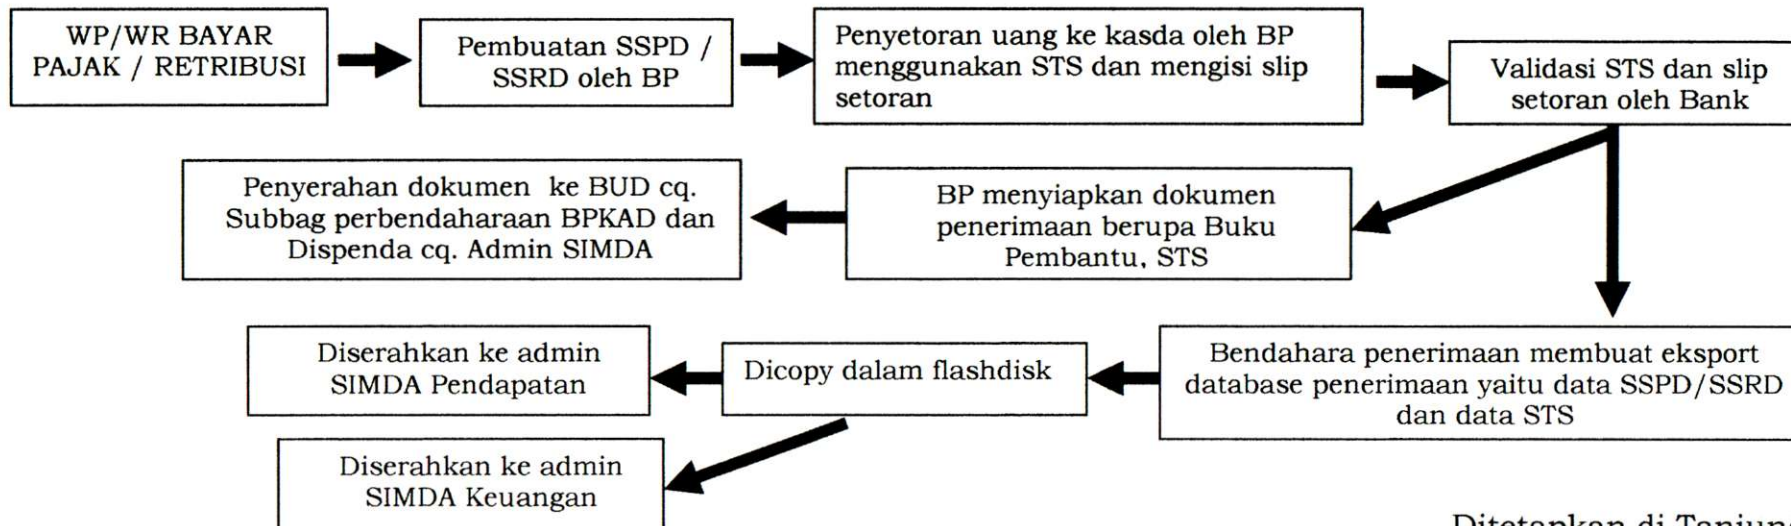 WP/WR BAYAR
PAJAK / RETRIBUSI
Pembuatan SSPD /
SSRD oleh BP
Penyetoran uang ke kasda oleh BP
menggunakan STS dan mengisi slip
setoran
Validasi STS dan slip
setoran oleh Bank
Penyerahan dokumen ke BUD cq.
Subbag perbendaharaan BPKAD dan
Dispenda cq. Admin SIMDA
BP menyiapkan dokumen
penerimaan berupa Buku
Pembantu, STS
Diserahkan ke admin
SIMDA Pendapatan
Dicopy dalam flashdisk
Bendahara penerimaan membuat eksport
database penerimaan yaitu data SSPD/SSRD
dan data STS
Diserahkan ke admin
SIMDA Keuangan
Ditetapkan di Tanjung